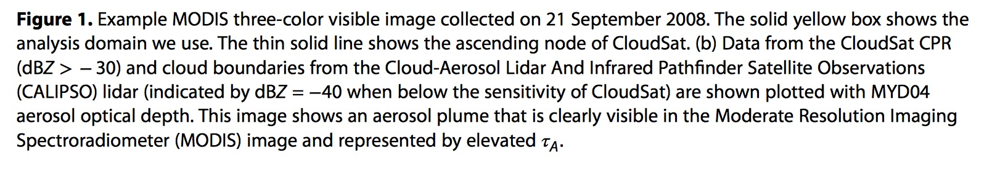 Figure 1. Example MODIS three-color visible image collected on 21 September 2008. The solid yellow box shows the
analysis domain we use. The thin solid line shows the ascending node of CloudSat. (b) Data from the CloudSat CPR
(dBZ > − 30) and cloud boundaries from the Cloud-Aerosol Lidar And Infrared Pathfinder Satellite Observations
(CALIPSO) lidar (indicated by dBZ = −40 when below the sensitivity of CloudSat) are shown plotted with MYD04
aerosol optical depth. This image shows an aerosol plume that is clearly visible in the Moderate Resolution Imaging
Spectroradiometer (MODIS) image and represented by elevated τA.